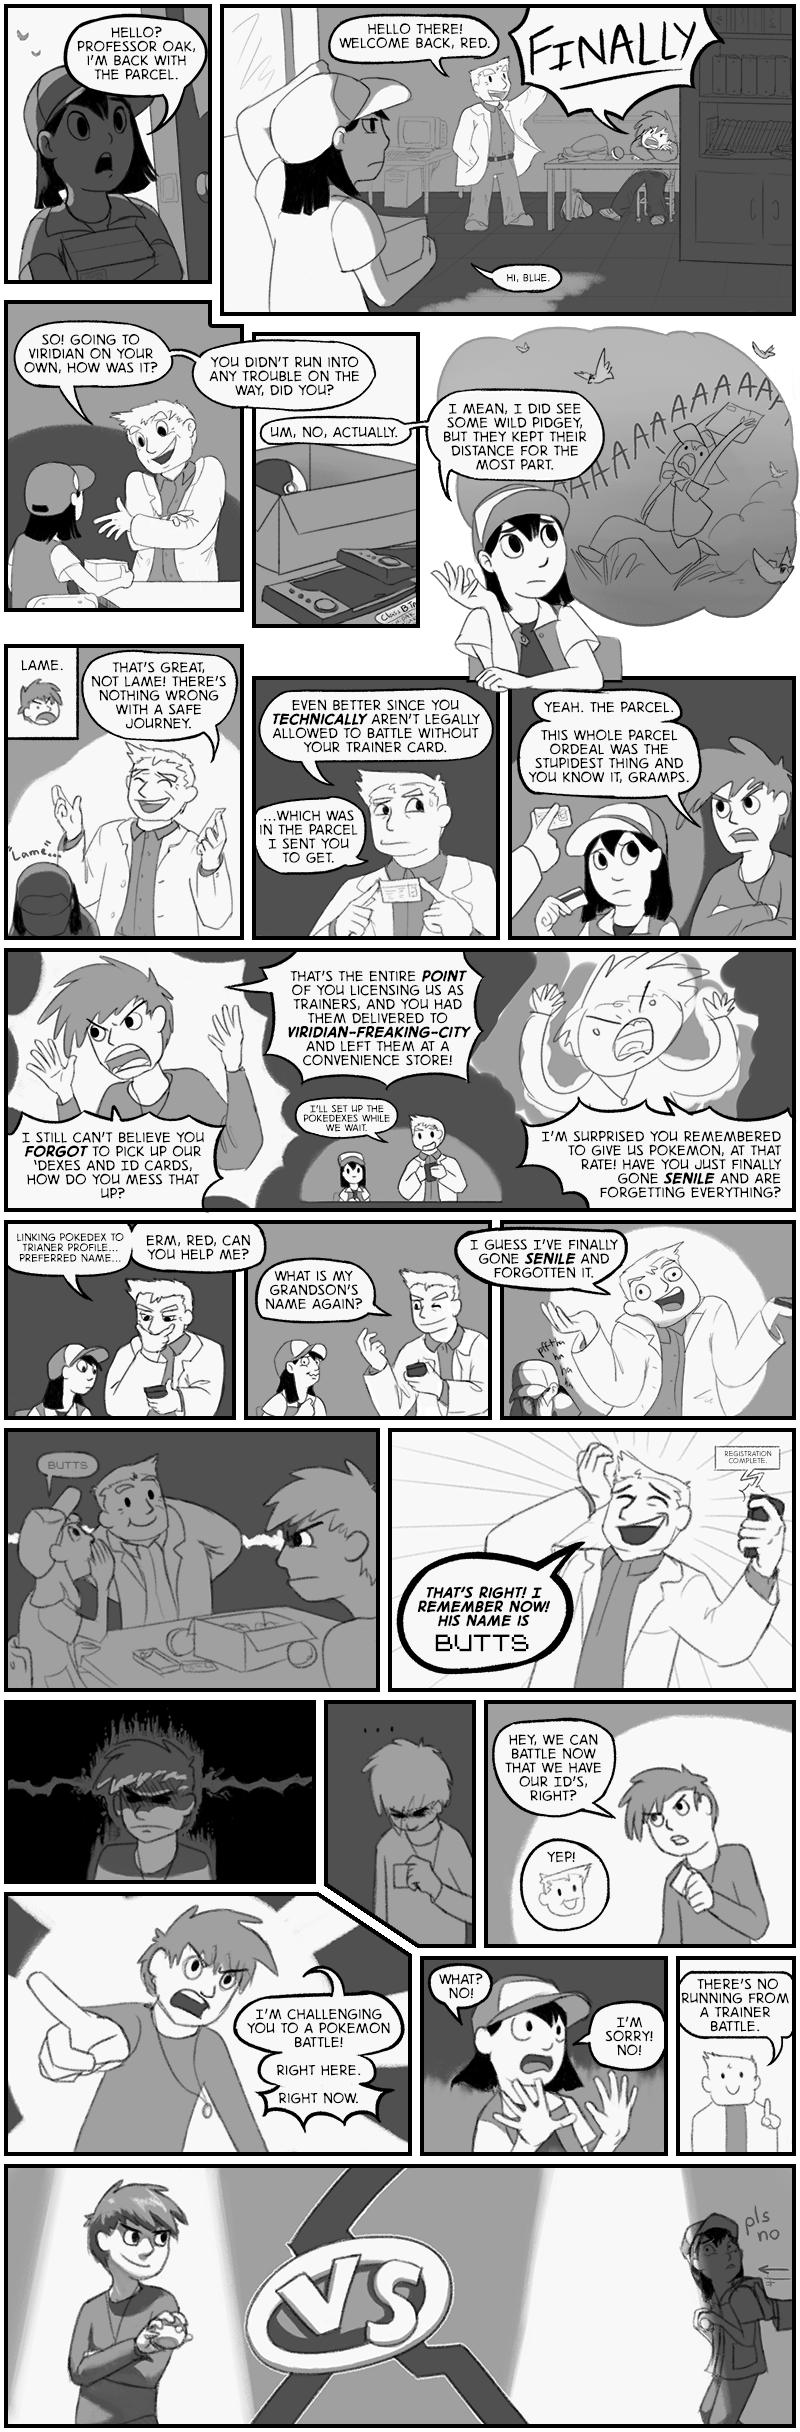 HELLO?
PROFESSOR OAK,
I'M BACK WITH
THE PARCEL.
HELLO THERE!
WELCOME BACK, RED.
FINALLY
HI, BLUE.
SO! GOING TO
VIRIDIAN ON YOUR
OWN, HOW WAS IT?
YOU DIDN'T RUN INTO
ANY TROUBLE ON THE
WAY, DID YOU?
UM, NO, ACTUALLY.
I MEAN, I DID SEE
SOME WILD PIDGEY,
BUT THEY KEPT THEIR
DISTANCE FOR THE
MOST PART.
AAAAAAAAAAAAA
Class B Tr
LAME.
THAT'S GREAT,
NOT LAME! THERE'S
NOTHING WRONG
WITH A SAFE
JOURNEY.
"Lame..."
EVEN BETTER SINCE YOU
TECHNICALLY AREN'T LEGALLY
ALLOWED TO BATTLE WITHOUT
YOUR TRAINER CARD.
...WHICH WAS
IN THE PARCEL
I SENT YOU
TO GET.
YEAH. THE PARCEL.
THIS WHOLE PARCEL
ORDEAL WAS THE
STUPIDEST THING AND
YOU KNOW IT, GRAMPS.
THAT'S THE ENTIRE POINT
OF YOU LICENSING US AS
TRAINERS, AND YOU HAD
THEM DELIVERED TO
VIRIDIAN-FREAKING-CITY
AND LEFT THEM AT A
CONVENIENCE STORE!
I STILL CAN'T BELIEVE YOU
FORGOT TO PICK UP OUR
'DEXES AND ID CARDS,
HOW DO YOU MESS THAT
UP?
I'LL SET UP THE
POKEDEXES WHILE
WE WAIT.
I'M SURPRISED YOU REMEMBERED
TO GIVE US POKEMON, AT THAT
RATE! HAVE YOU JUST FINALLY
GONE SENILE AND ARE
FORGETTING EVERYTHING?
LINKING POKEDEX TO
TRIANER PROFILE...
PREFERRED NAME...
ERM, RED, CAN
YOU HELP ME?
WHAT IS MY
GRANDSON'S
NAME AGAIN?
I GUESS I'VE FINALLY
GONE SENILE AND
FORGOTTEN IT.
pffthh
ha
ha
BUTTS
REGISTRATION
COMPLETE.
THAT'S RIGHT! I
REMEMBER NOW!
HIS NAME IS
BUTTS
...
HEY, WE CAN
BATTLE NOW
THAT WE HAVE
OUR ID'S,
RIGHT?
YEP!
I'M CHALLENGING
YOU TO A POKEMON
BATTLE!
RIGHT HERE.
RIGHT NOW.
WHAT?
NO!
I'M
SORRY!
NO!
THERE'S NO
RUNNING FROM
A TRAINER
BATTLE.
VS
pls
no